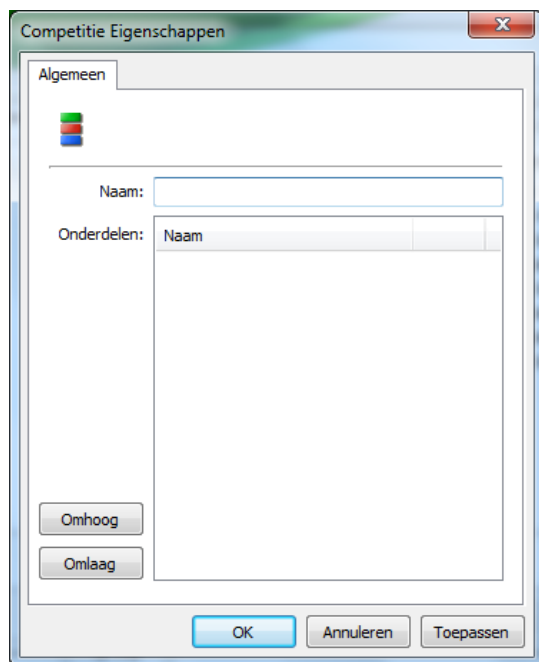 Competitie Eigenschappen
Algemeen
Naam:
Onderdelen:
Naam
Omhoog
Omlaag
OK
Annuleren
Toepassen